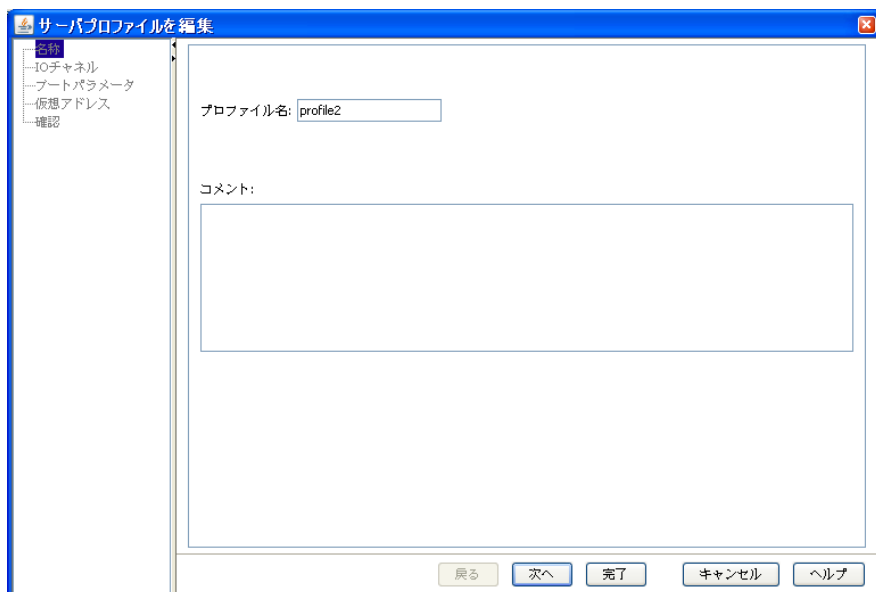 サーバプロファイルを編集
名称
IOチャネル
ブートパラメータ
仮想アドレス
確認
プロファイル名: profile2
コメント:
戻る 次へ 完了 キャンセル ヘルプ